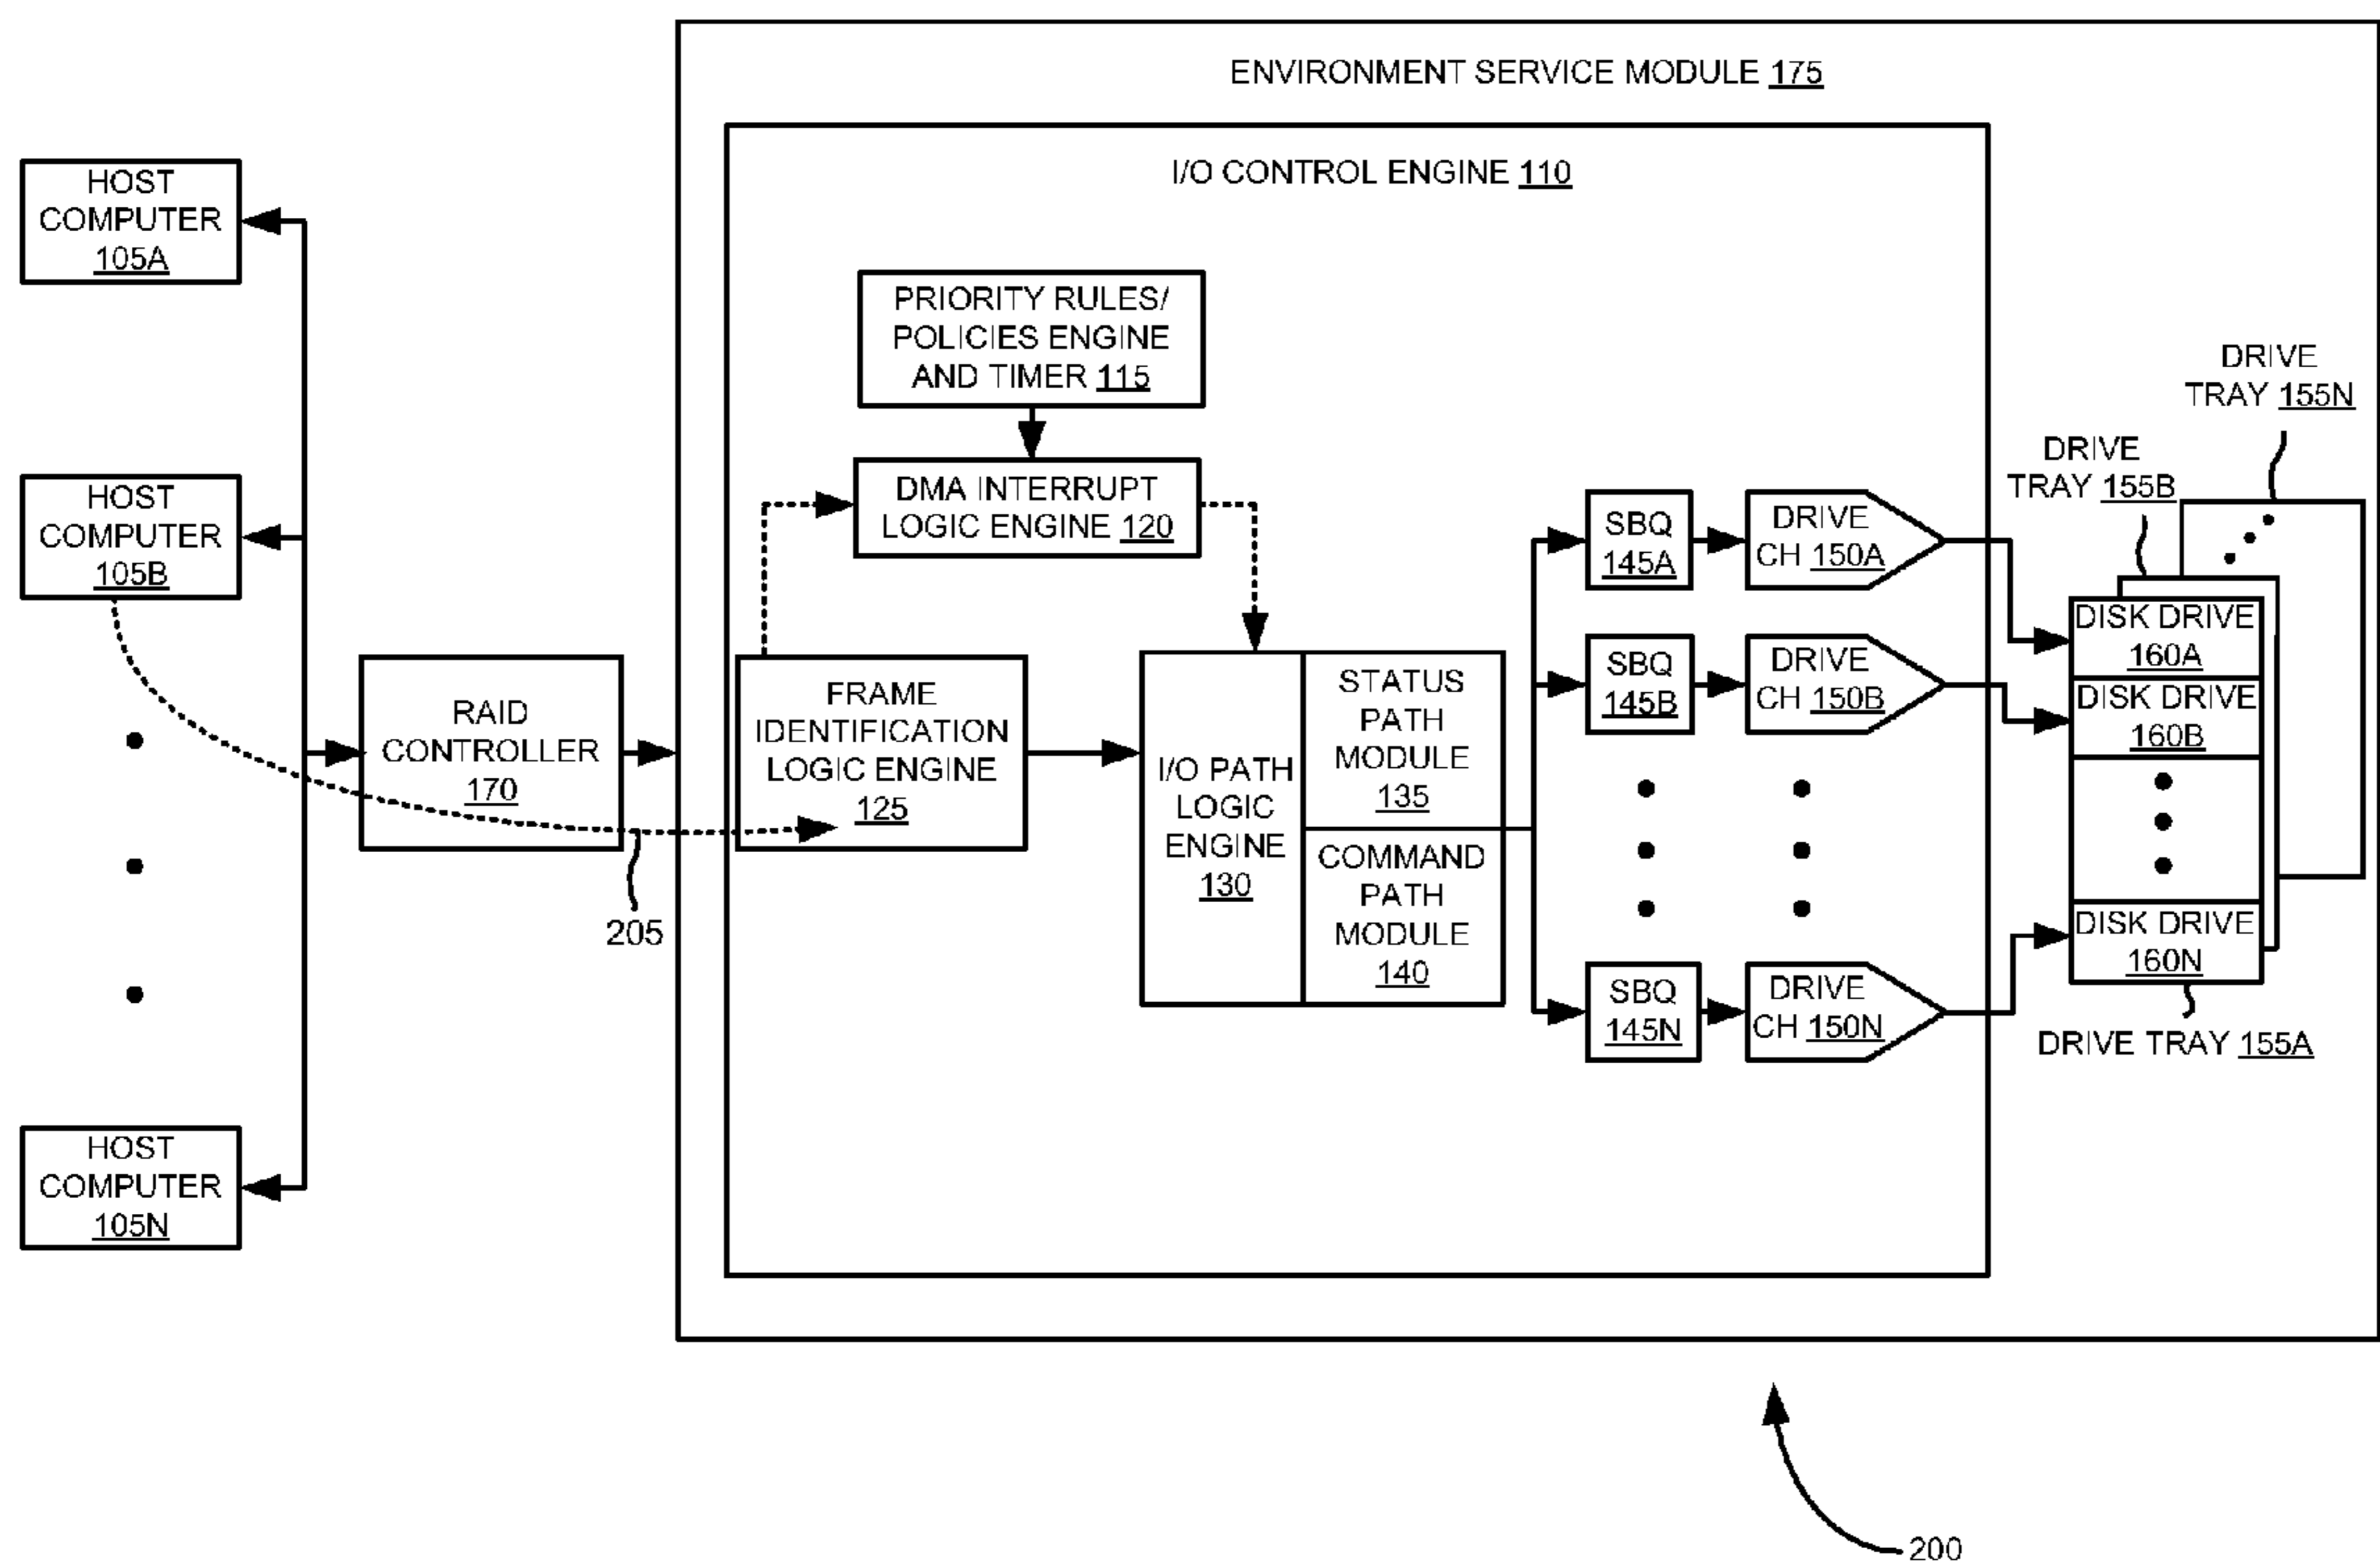 ENVIRONMENT SERVICE MODULE 175
I/O CONTROL ENGINE 110
HOST
COMPUTER
105A
HOST
COMPUTER
105B
HOST
COMPUTER
105N
RAID
CONTROLLER
170
205
PRIORITY RULES/
POLICIES ENGINE
AND TIMER 115
DMA INTERRUPT
LOGIC ENGINE 120
FRAME
IDENTIFICATION
LOGIC ENGINE
125
I/O PATH
LOGIC
ENGINE
130
STATUS
PATH
MODULE
135
COMMAND
PATH
MODULE
140
SBQ
145A
DRIVE
CH 150A
SBQ
145B
DRIVE
CH 150B
SBQ
145N
DRIVE
CH 150N
DRIVE
TRAY 155N
DRIVE
TRAY 155B
DISK DRIVE
160A
DISK DRIVE
160B
DISK DRIVE
160N
DRIVE TRAY 155A
200